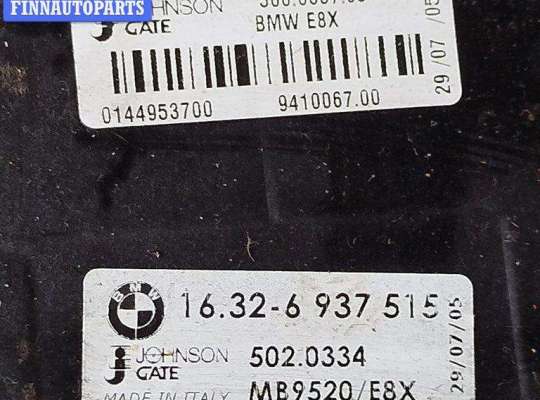 FINNAUTOPARTS
JOHNSON
GATE
BMW E8X
0144953700
9410067.00
29/07/05
BMW
16.32-6 937 515
JOHNSON
GATE
502.0334
MADE IN ITALY
MB9520/E8X
29/07/05